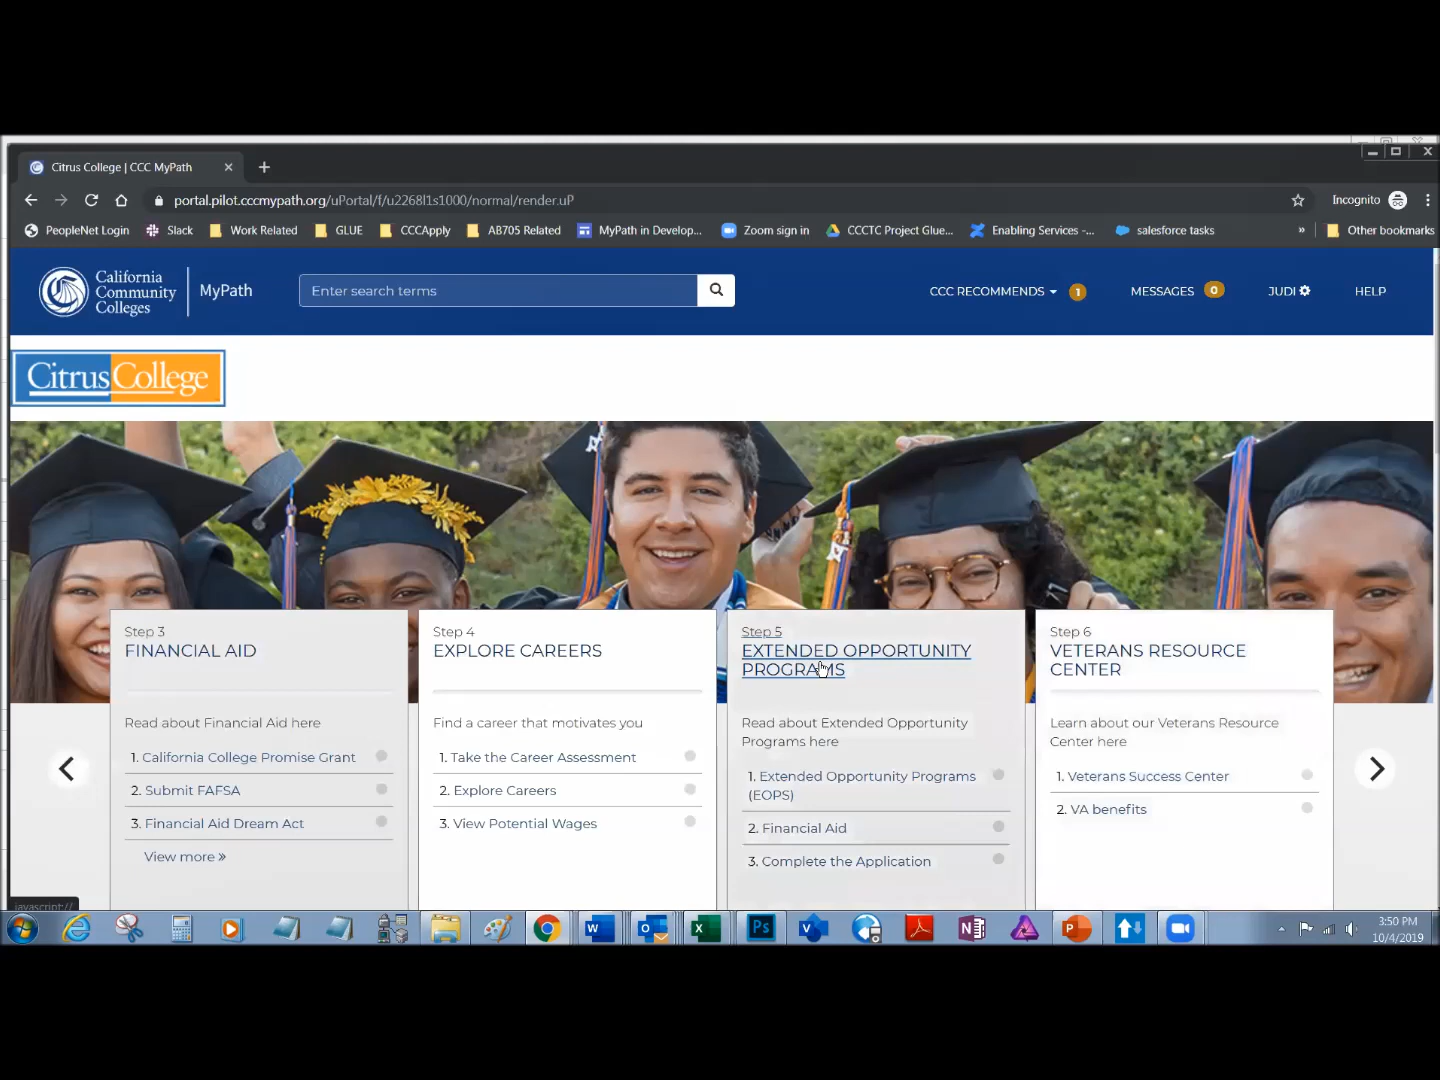 Citrus College | CCC MyPath
portal.pilot.cccmypath.org/uPortal/f/u2268l1s1000/normal/render.uP
Incognito
PeopleNet Login
Slack
Work Related
GLUE
CCCApply
AB705 Related
MyPath in Develop...
Zoom sign in
CCCTC Project Glue...
Enabling Services -...
salesforce tasks
»
Other bookmarks
California
Community
Colleges
MyPath
Enter search terms
CCC RECOMMENDS
1
MESSAGES
0
JUDI
HELP
Citrus College
Step 3
FINANCIAL AID
Read about Financial Aid here
1. California College Promise Grant
2. Submit FAFSA
3. Financial Aid Dream Act
View more »
Step 4
EXPLORE CAREERS
Find a career that motivates you
1. Take the Career Assessment
2. Explore Careers
3. View Potential Wages
Step 5
EXTENDED OPPORTUNITY
PROGRAMS
Read about Extended Opportunity
Programs here
1. Extended Opportunity Programs
(EOPS)
2. Financial Aid
3. Complete the Application
Step 6
VETERANS RESOURCE
CENTER
Learn about our Veterans Resource
Center here
1. Veterans Success Center
2. VA benefits
javascript://
3:50 PM
10/4/2019